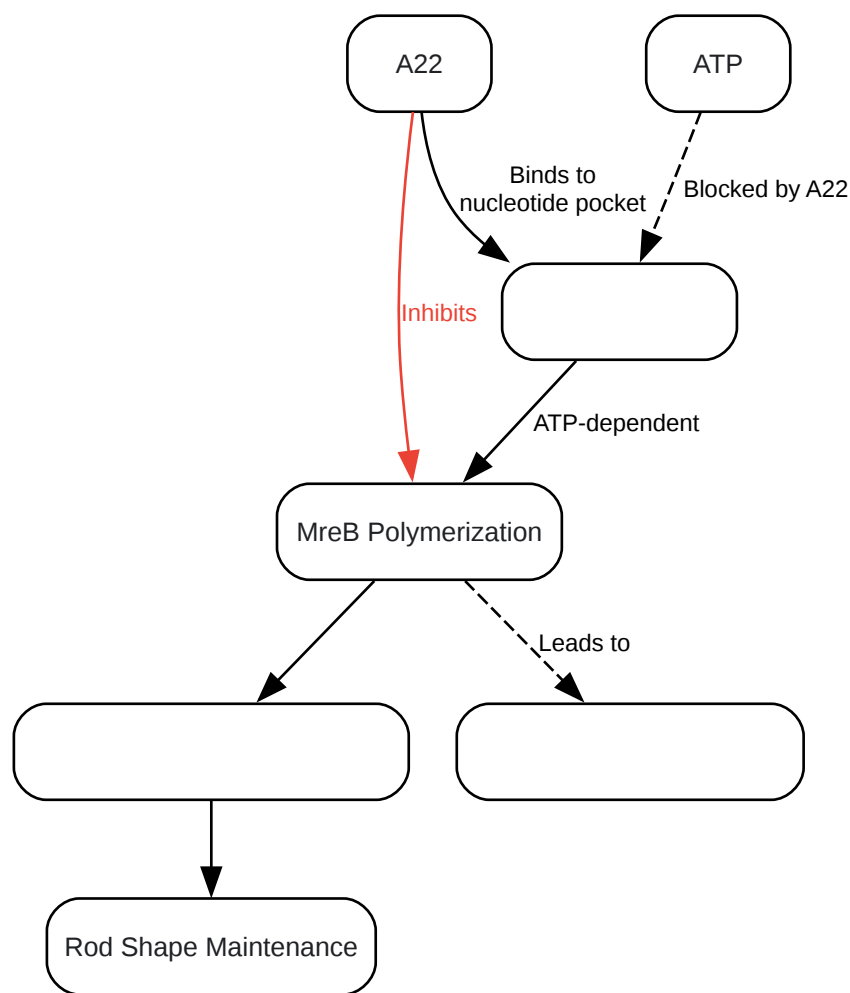 A22
ATP
Binds to
nucleotide pocket
Blocked by A22
Inhibits
ATP-dependent
MreB Polymerization
Leads to
Rod Shape Maintenance